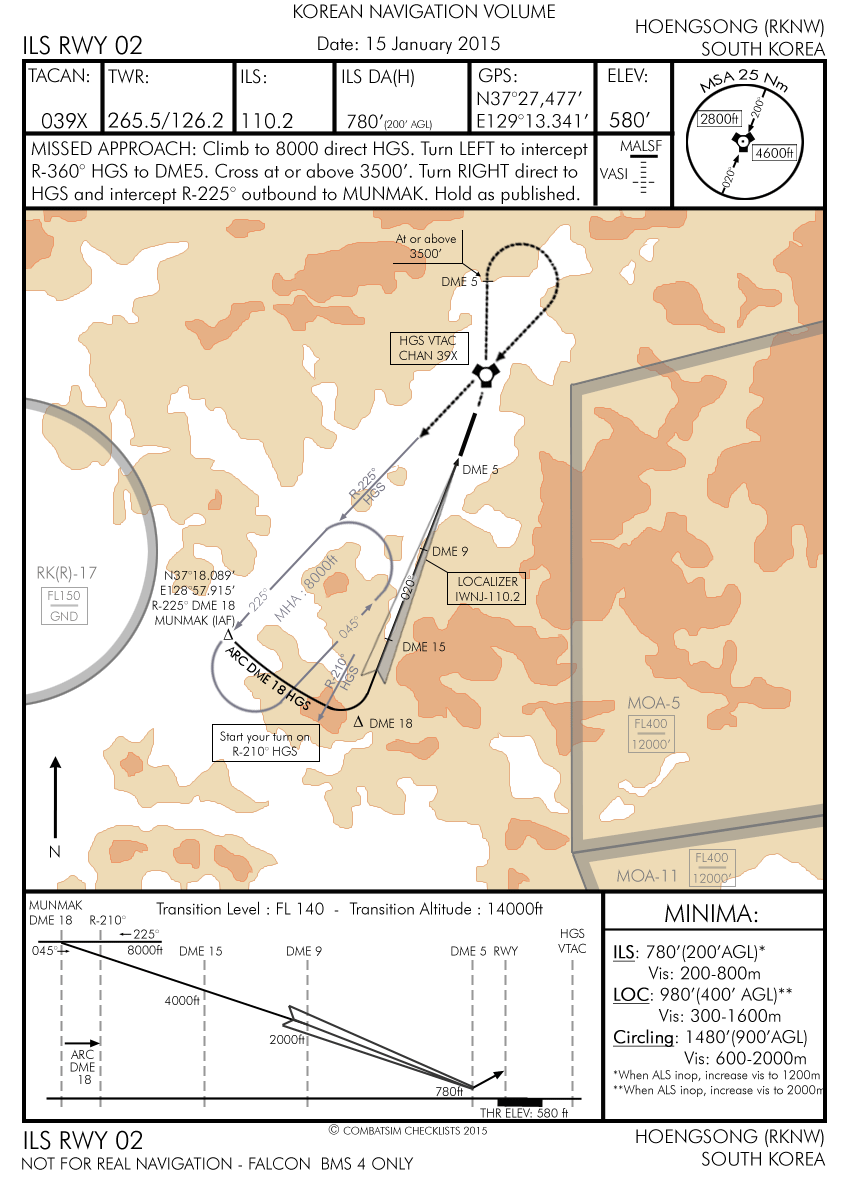 KOREAN NAVIGATION VOLUME
ILS RWY 02
Date: 15 January 2015
HOENGSONG (RKNW)
SOUTH KOREA
TACAN:
039X
TWR:
265.5/126.2
ILS:
110.2
ILS DA(H)
780’(200’ AGL)
GPS:
N37°27,477’
E129°13.341’
ELEV:
580’
MSA 25 Nm
2800ft
200°
4600ft
020°
MISSED APPROACH: Climb to 8000 direct HGS. Turn LEFT to intercept
R-360° HGS to DME5. Cross at or above 3500’. Turn RIGHT direct to
HGS and intercept R-225° outbound to MUNMAK. Hold as published.
MALSF
VASI
At or above
3500’
DME 5
HGS VTAC
CHAN 39X
DME 5
R-225°
HGS
DME 9
RK(R)-17
FL150
GND
N37°18.089’
E128°57.915’
R-225° DME 18
MUNMAK (IAF)
225°
MHA : 8000ft
020°
LOCALIZER
IWNJ-110.2
045°
DME 15
ARC DME 18 HGS
R-210°
HGS
DME 18
Start your turn on
R-210° HGS
MOA-5
FL400
12000’
N
MOA-11
FL400
12000’
MUNMAK
DME 18
R-210°
Transition Level : FL 140 - Transition Altitude : 14000ft
225°
045°
8000ft
DME 15
DME 9
DME 5
RWY
HGS
VTAC
4000ft
2000ft
ARC
DME
18
780ft
THR ELEV: 580 ft
MINIMA:
ILS: 780’(200’AGL)*
Vis: 200-800m
LOC: 980’(400’ AGL)**
Vis: 300-1600m
Circling: 1480’(900’AGL)
Vis: 600-2000m
*When ALS inop, increase vis to 1200m
**When ALS inop, increase vis to 2000m
© COMBATSIM CHECKLISTS 2015
ILS RWY 02
NOT FOR REAL NAVIGATION - FALCON BMS 4 ONLY
HOENGSONG (RKNW)
SOUTH KOREA